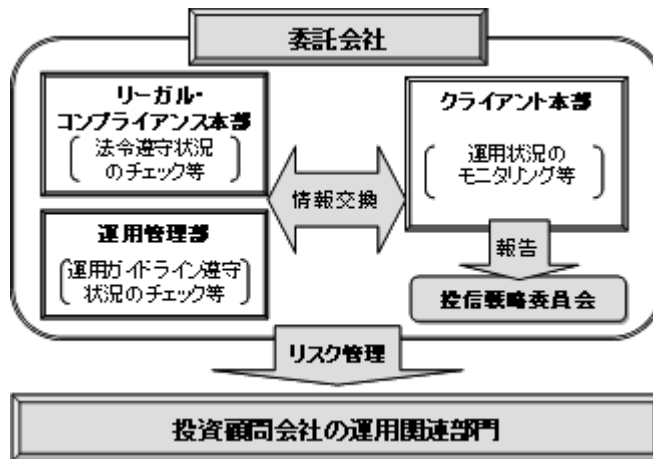 委託会社
リーガル・
コンプライアンス本部
法令遵守状況
のチェック等
運用管理部
運用ガイドライン遵守
状況のチェック等
情報交換
クライアント本部
運用状況の
モニタリング等
報告
投信戦略委員会
リスク管理
投資顧問会社の運用関連部門